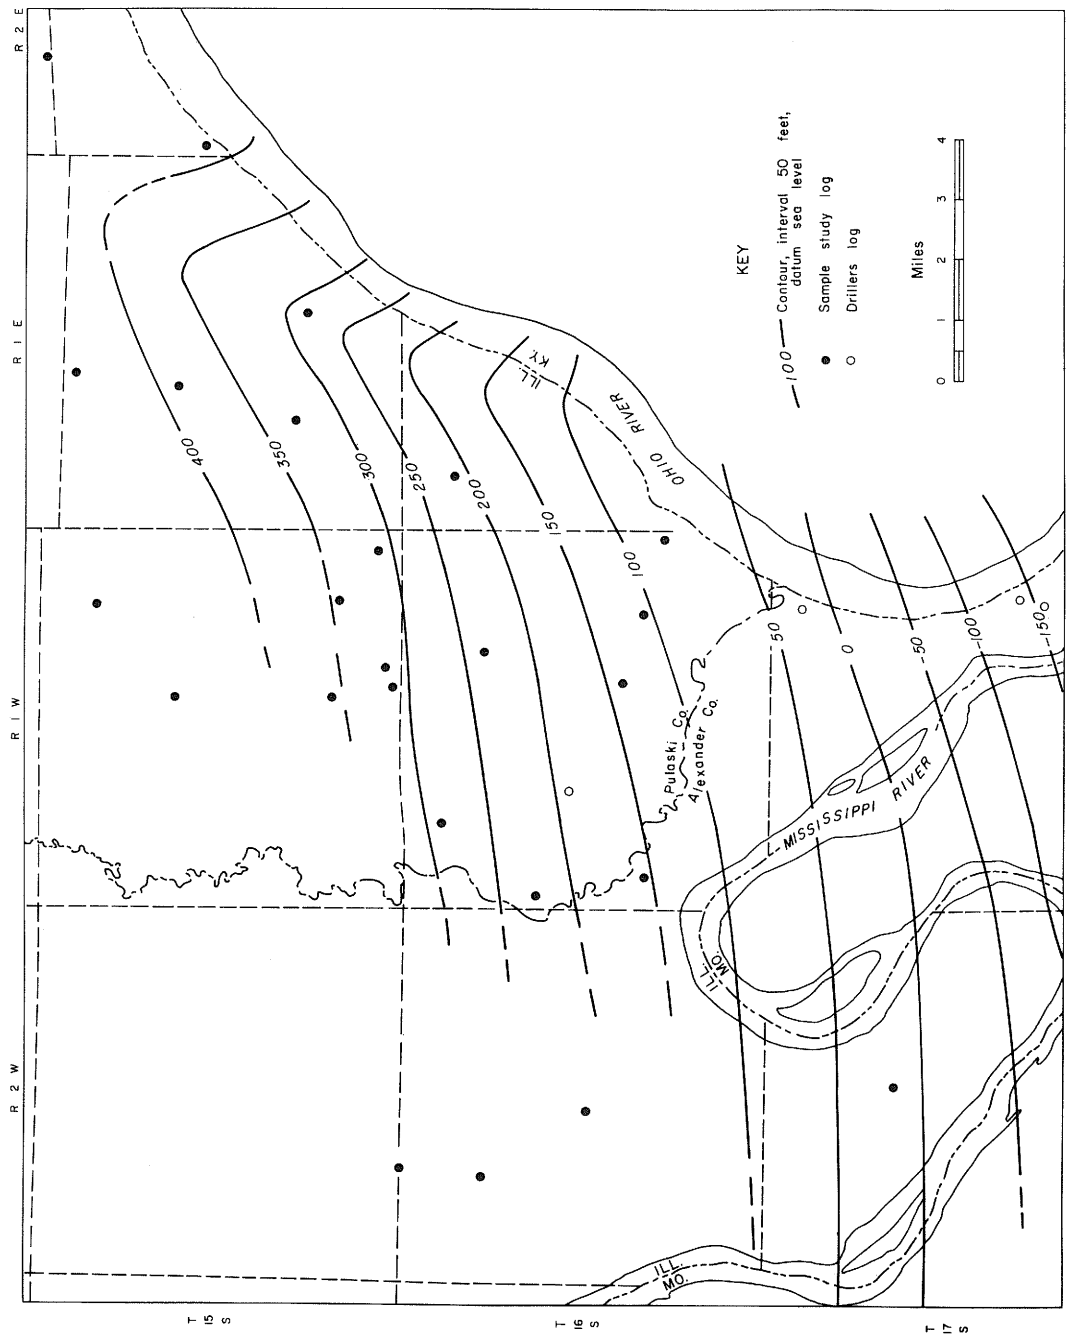 R 2 W
R 1 W
R 1 E
R 2 E
T
15
S
T
16
S
T
17
S
400
350
300
250
200
150
100
50
0
-50
-100
-150
ILL.
KY.
OHIO RIVER
Pulaski Co.
Alexander Co.
MISSISSIPPI RIVER
ILL.
MO.
ILL.
MO.
KEY
100 Contour, interval 50 feet,
datum sea level
Sample study log
Drillers log
Miles
0 1 2 3 4